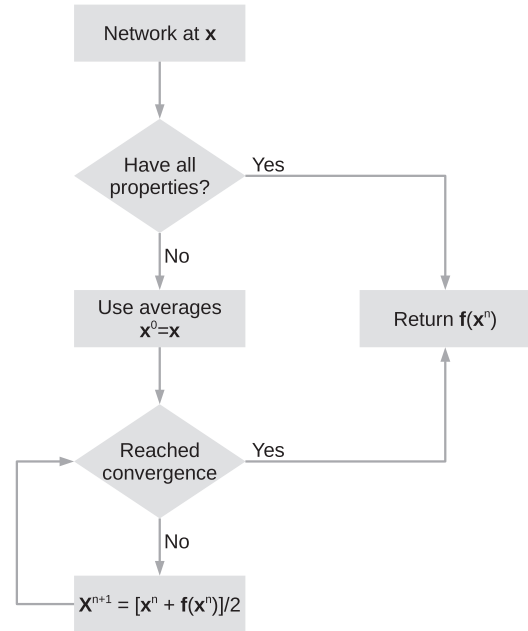 Network at x
Have all
properties?
Yes
No
Use averages
x⁰=x
Return f(xⁿ)
Reached
convergence
Yes
No
Xⁿ⁺¹ = [xⁿ + f(xⁿ)]/2